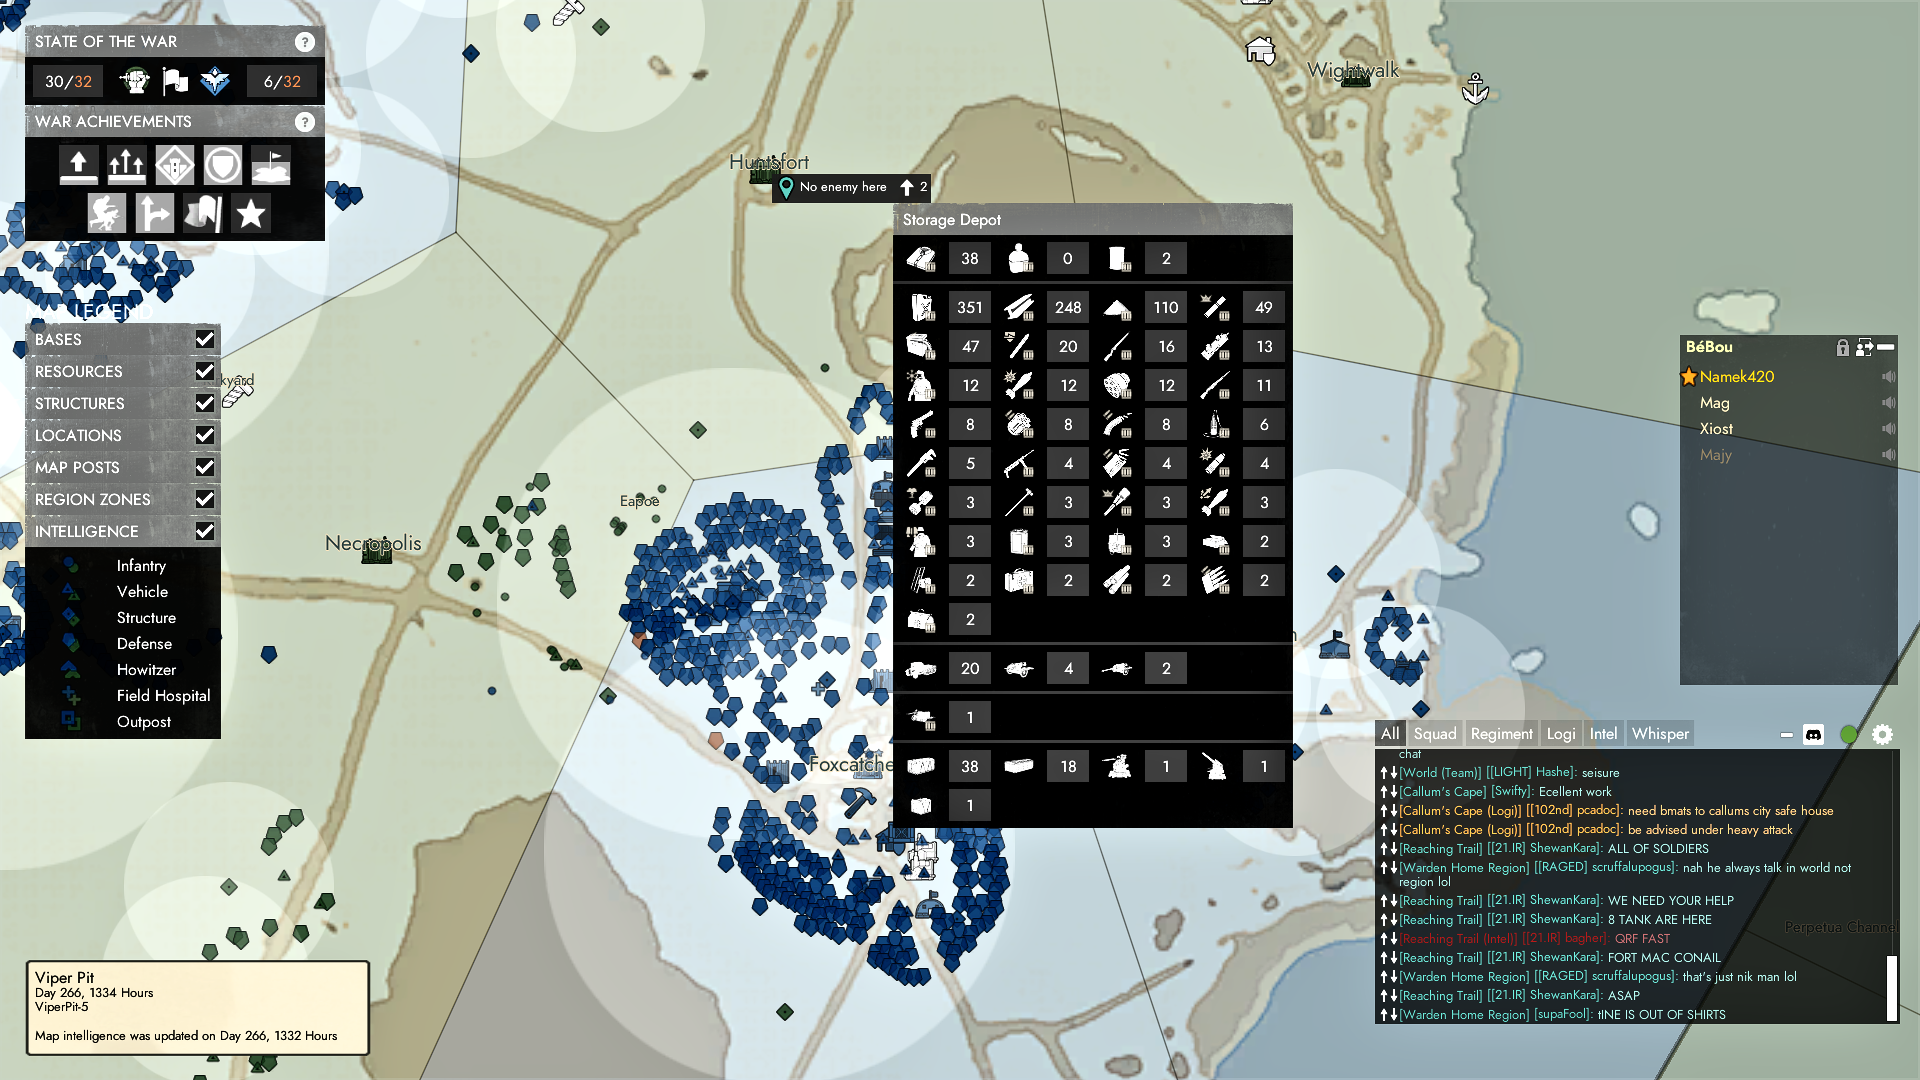 STATE OF THE WAR
?
30/32
6/32
WAR ACHIEVEMENTS
?
MAP LEGEND
BASES
RESOURCES
STRUCTURES
LOCATIONS
MAP POSTS
REGION ZONES
INTELLIGENCE
Infantry
Vehicle
Structure
Defense
Howitzer
Field Hospital
Outpost
kyard
Huntsfort
Wightwalk
Necropolis
Eapoe
Foxcatche
Perpetua Channel
No enemy here 2
Storage Depot
38 0 2
351 248 110 49
47 20 16 13
12 12 12 11
8 8 8 6
5 4 4 4
3 3 3 3
3 3 3 2
2 2 2 2
2
20 4 2
1
38 18 1 1
1
BéBou
Namek420
Mag
Xiost
Majy
All Squad Regiment Logi Intel Whisper
chat
[World (Team)] [[LIGHT] Hashe]: seisure
[Callum's Cape] [Swifty]: Ecellent work
[Callum's Cape (Logi)] [[102nd] pcadoc]: need bmats to callums city safe house
[Callum's Cape (Logi)] [[102nd] pcadoc]: be advised under heavy attack
[Reaching Trail] [[21.IR] ShewanKara]: ALL OF SOLDIERS
[Warden Home Region] [[RAGED] scruffalupogus]: nah he always talk in world not
region lol
[Reaching Trail] [[21.IR] ShewanKara]: WE NEED YOUR HELP
[Reaching Trail] [[21.IR] ShewanKara]: 8 TANK ARE HERE
[Reaching Trail (Intel)] [[21.IR] bagher]: QRF FAST
[Reaching Trail] [[21.IR] ShewanKara]: FORT MAC CONAIL
[Warden Home Region] [[RAGED] scruffalupogus]: that's just nik man lol
[Reaching Trail] [[21.IR] ShewanKara]: ASAP
[Warden Home Region] [supaFool]: tINE IS OUT OF SHIRTS
Viper Pit
Day 266, 1334 Hours
ViperPit-5
Map intelligence was updated on Day 266, 1332 Hours